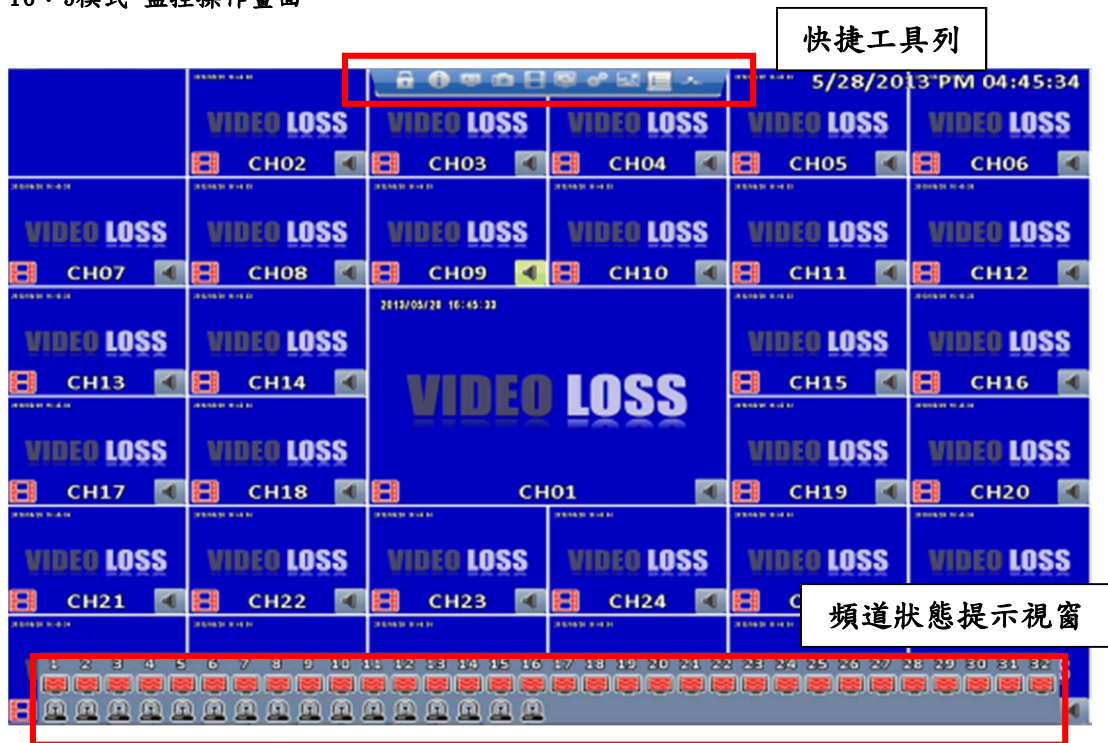 快捷工具列
5/28/2013 PM 04:45:34
VIDEO LOSS VIDEO LOSS VIDEO LOSS VIDEO LOSS VIDEO LOSS
CH02 CH03 CH04 CH05 CH06
VIDEO LOSS VIDEO LOSS VIDEO LOSS VIDEO LOSS VIDEO LOSS VIDEO LOSS
CH07 CH08 CH09 CH10 CH11 CH12
2013/05/28 16:45:33
VIDEO LOSS VIDEO LOSS VIDEO LOSS VIDEO LOSS
CH13 CH14 CH15 CH16
VIDEO LOSS
VIDEO LOSS VIDEO LOSS VIDEO LOSS VIDEO LOSS
CH17 CH18 CH01 CH19 CH20
VIDEO LOSS VIDEO LOSS VIDEO LOSS VIDEO LOSS VIDEO LOSS VIDEO LOSS
CH21 CH22 CH23 CH24
頻道狀態提示視窗
1 2 3 4 5 6 7 8 9 10 11 12 13 14 15 16 17 18 19 20 21 22 23 24 25 26 27 28 29 30 31 32